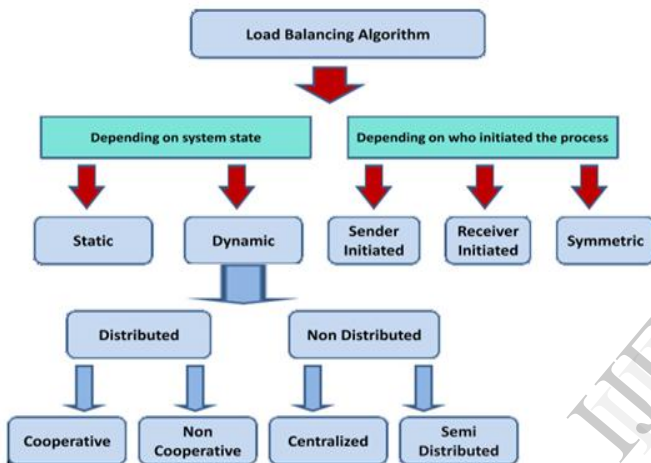 Load Balancing Algorithm
Depending on system state
Depending on who initiated the process
Static
Dynamic
Sender
Initiated
Receiver
Initiated
Symmetric
Distributed
Non Distributed
Cooperative
Non
Cooperative
Centralized
Semi
Distributed